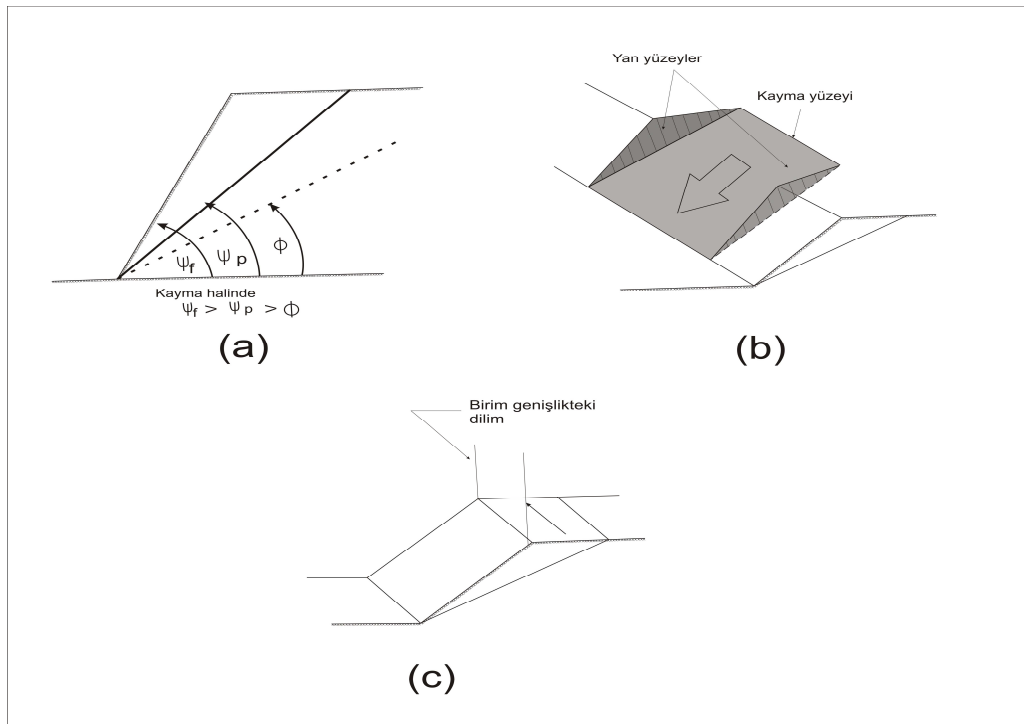 Yan yüzeyler
Kayma yüzeyi
ψf
ψp
ϕ
Kayma halinde
ψf > ψp > ϕ
(a)
(b)
Birim genişlikteki
dilim
(c)